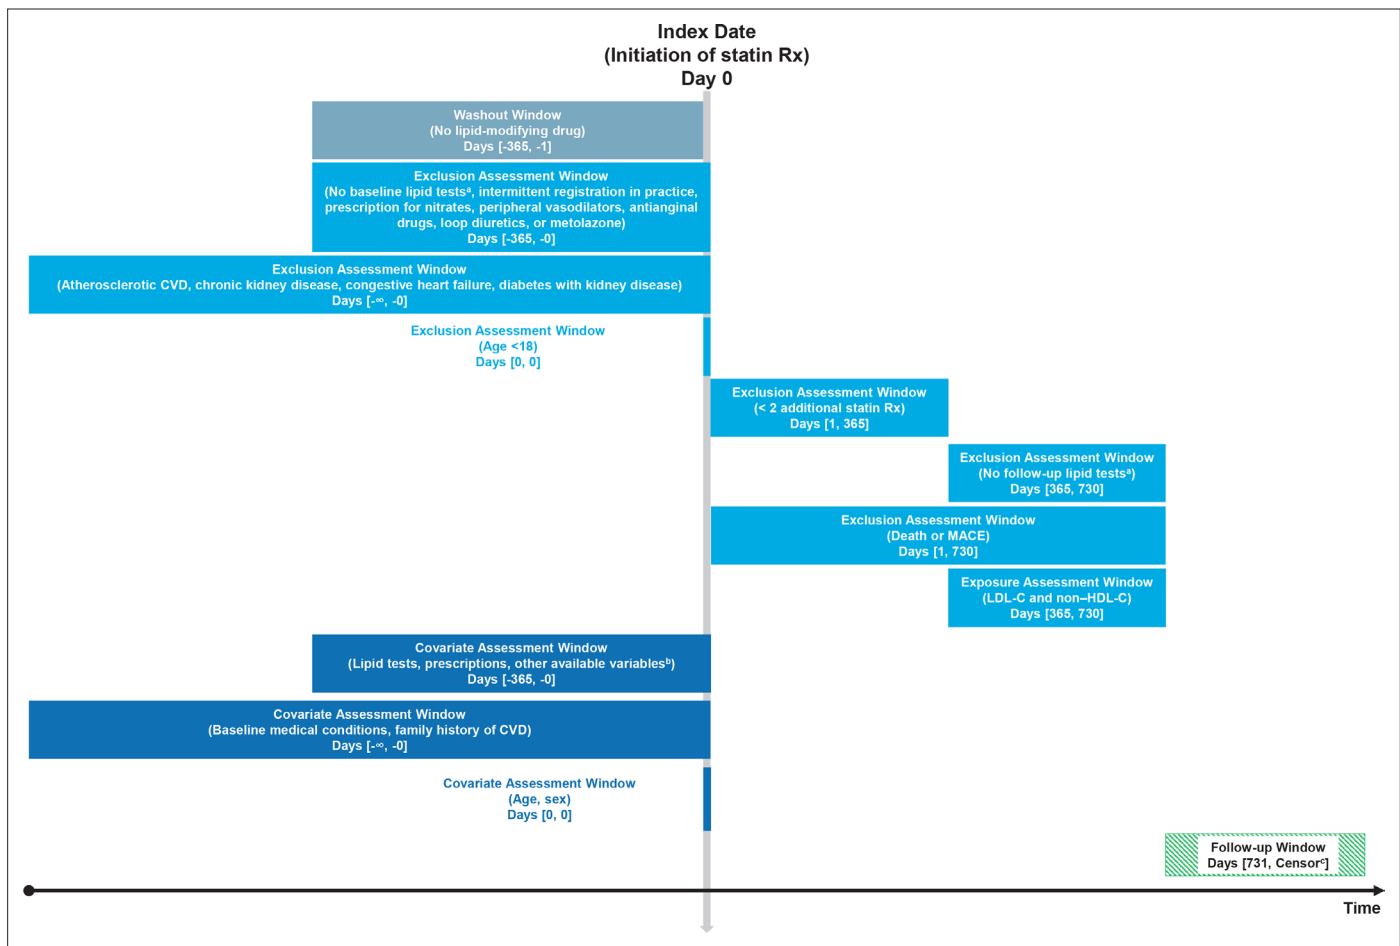 Index Date
(Initiation of statin Rx)
Day 0
Washout Window
(No lipid-modifying drug)
Days [-365, -1]
Exclusion Assessment Window
(No baseline lipid testsᵃ, intermittent registration in practice,
prescription for nitrates, peripheral vasodilators, antianginal
drugs, loop diuretics, or metolazone)
Days [-365, -0]
Exclusion Assessment Window
(Atherosclerotic CVD, chronic kidney disease, congestive heart failure, diabetes with kidney disease)
Days [-∞, -0]
Exclusion Assessment Window
(Age <18)
Days [0, 0]
Exclusion Assessment Window
(< 2 additional statin Rx)
Days [1, 365]
Exclusion Assessment Window
(No follow-up lipid testsᵃ)
Days [365, 730]
Exclusion Assessment Window
(Death or MACE)
Days [1, 730]
Exposure Assessment Window
(LDL-C and non–HDL-C)
Days [365, 730]
Covariate Assessment Window
(Lipid tests, prescriptions, other available variablesᵇ)
Days [-365, -0]
Covariate Assessment Window
(Baseline medical conditions, family history of CVD)
Days [-∞, -0]
Covariate Assessment Window
(Age, sex)
Days [0, 0]
Follow-up Window
Days [731, Censorᶜ]
Time